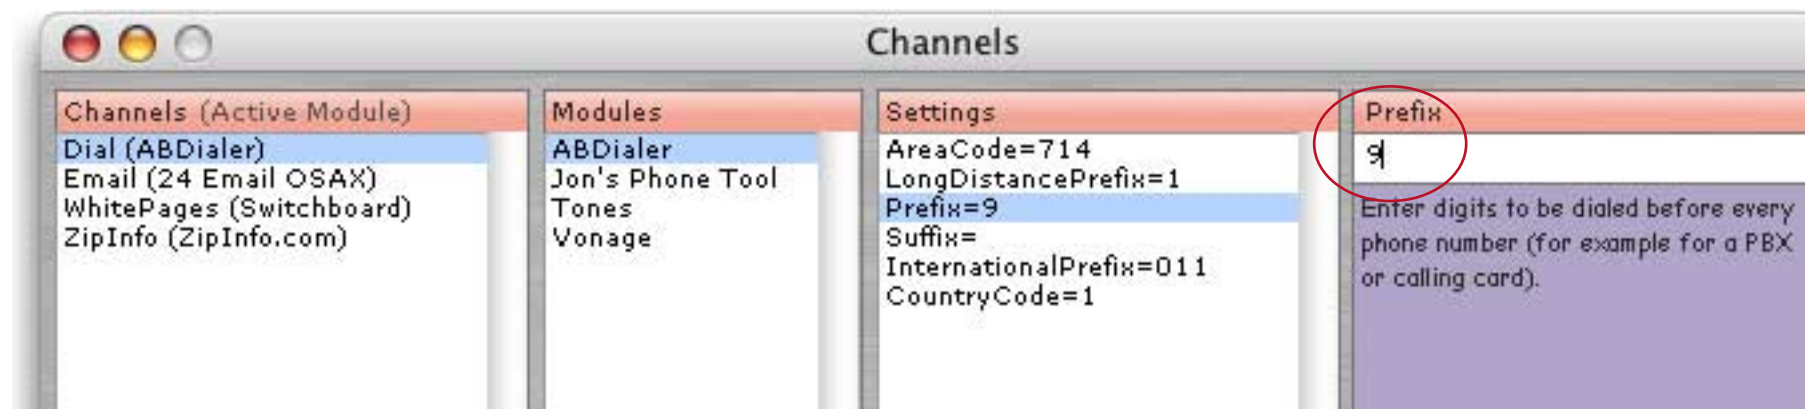 Channels
Channels (Active Module)
Dial (ABDialer)
Email (24 Email OSAX)
WhitePages (Switchboard)
ZipInfo (ZipInfo.com)
Modules
ABDialer
Jon's Phone Tool
Tones
Vonage
Settings
AreaCode=714
LongDistancePrefix=1
Prefix=9
Suffix=
InternationalPrefix=011
CountryCode=1
Prefix
9
Enter digits to be dialed before every
phone number (for example for a PBX
or calling card).